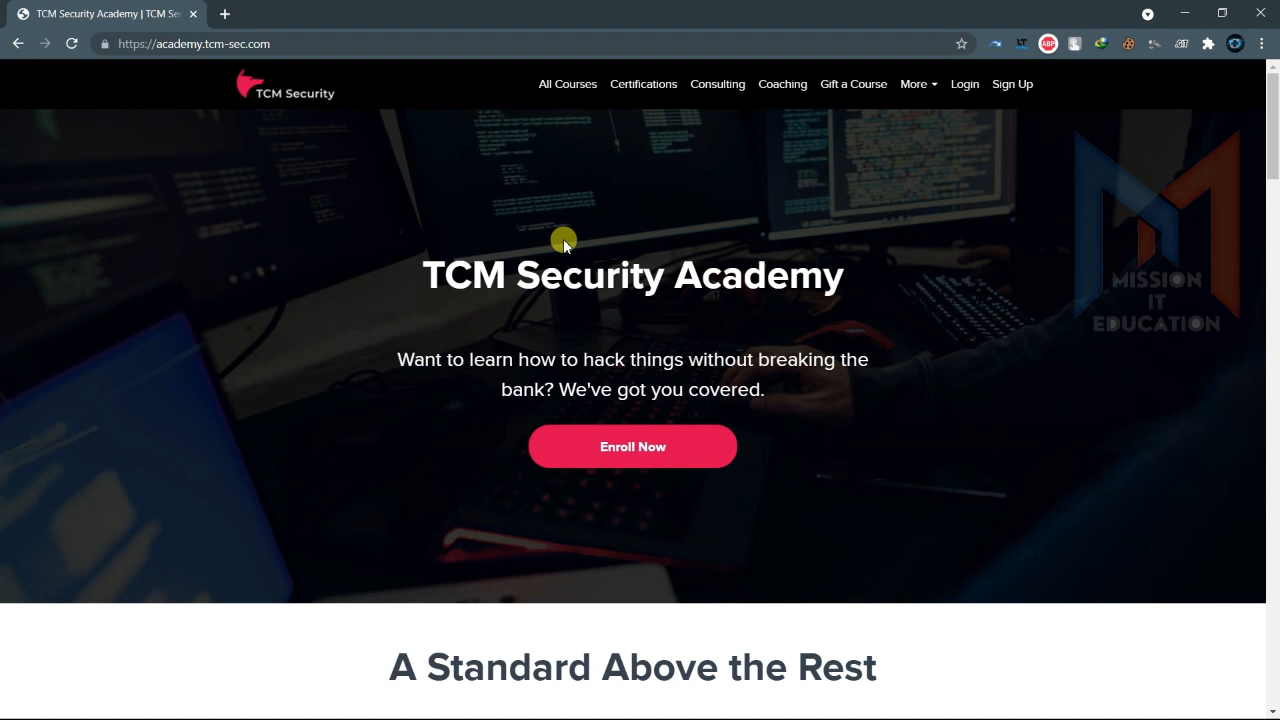 TCM Security Academy | TCM Sec
https://academy.tcm-sec.com
ABP
TCM Security
All Courses
Certifications
Consulting
Coaching
Gift a Course
More
Login
Sign Up
TCM Security Academy
MISSION
IT
EDUCATION
Want to learn how to hack things without breaking the
bank? We've got you covered.
Enroll Now
A Standard Above the Rest